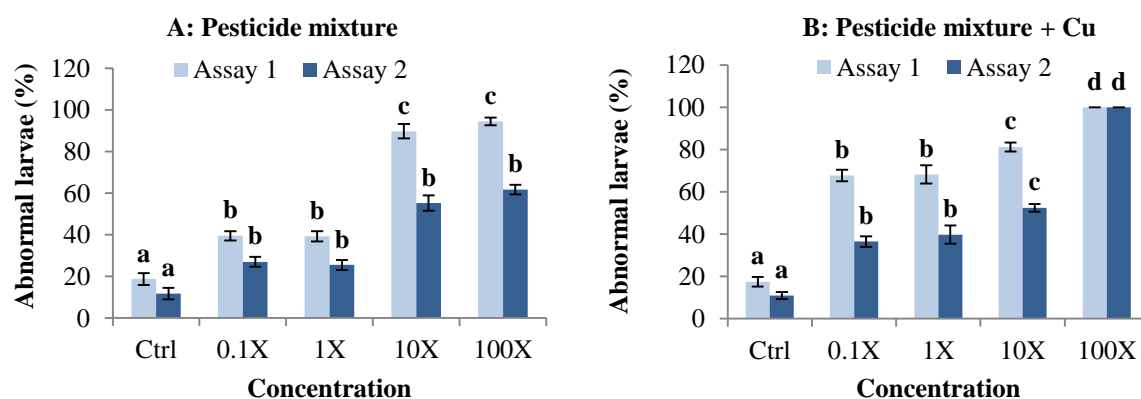 A: Pesticide mixture
Assay 1 Assay 2
Abnormal larvae (%)
120
100
80
60
40
20
0
a a b b b b c b c b
Ctrl 0.1X 1X 10X 100X
Concentration
B: Pesticide mixture + Cu
Assay 1 Assay 2
Abnormal larvae (%)
120
100
80
60
40
20
0
a a b b b b c c d d
Ctrl 0.1X 1X 10X 100X
Concentration